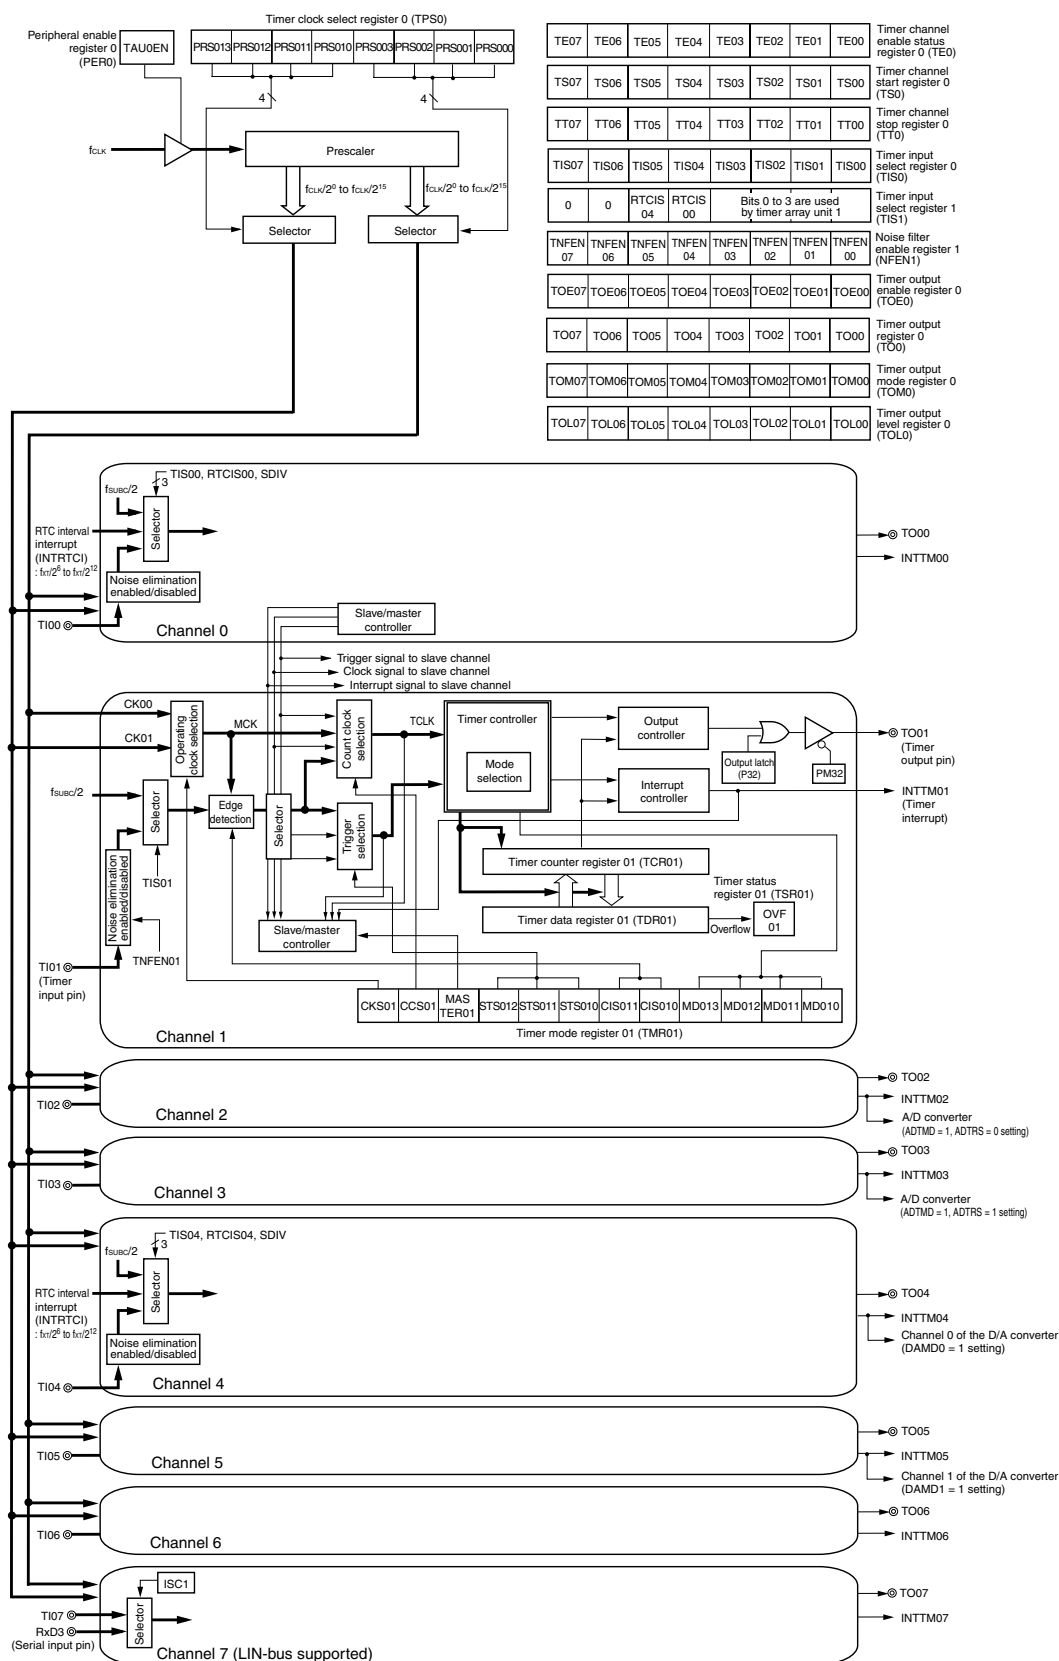 Timer clock select register 0 (TPS0)
Peripheral enable
register 0
(PER0)
TAU0EN
PRS013 PRS012 PRS011 PRS010 PRS003 PRS002 PRS001 PRS000
4
4
fCLK
Prescaler
fCLK/2⁰ to fCLK/2¹⁵
fCLK/2⁰ to fCLK/2¹⁵
Selector
Selector
TE07 TE06 TE05 TE04 TE03 TE02 TE01 TE00
Timer channel
enable status
register 0 (TE0)
TS07 TS06 TS05 TS04 TS03 TS02 TS01 TS00
Timer channel
start register 0
(TS0)
TT07 TT06 TT05 TT04 TT03 TT02 TT01 TT00
Timer channel
stop register 0
(TT0)
TIS07 TIS06 TIS05 TIS04 TIS03 TIS02 TIS01 TIS00
Timer input
select register 0
(TIS0)
0 0 RTCIS 04 RTCIS 00 Bits 0 to 3 are used
by timer array unit 1
Timer input
select register 1
(TIS1)
TNFEN 07 TNFEN 06 TNFEN 05 TNFEN 04 TNFEN 03 TNFEN 02 TNFEN 01 TNFEN 00
Noise filter
enable register 1
(NFEN1)
TOE07 TOE06 TOE05 TOE04 TOE03 TOE02 TOE01 TOE00
Timer output
enable register 0
(TOE0)
TO07 TO06 TO05 TO04 TO03 TO02 TO01 TO00
Timer output
register 0
(TO0)
TOM07 TOM06 TOM05 TOM04 TOM03 TOM02 TOM01 TOM00
Timer output
mode register 0
(TOM0)
TOL07 TOL06 TOL05 TOL04 TOL03 TOL02 TOL01 TOL00
Timer output
level register 0
(TOL0)
TIS00, RTCIS00, SDIV
3
fSUBC/2
Selector
RTC interval
interrupt
(INTRTCI)
: fXT/2⁶ to fXT/2¹²
Noise elimination
enabled/disabled
TI00
Channel 0
TO00
INTTM00
Slave/master
controller
Trigger signal to slave channel
Clock signal to slave channel
Interrupt signal to slave channel
CK00
CK01
Operating
clock selection
MCK
Count clock
selection
TCLK
Timer controller
Mode
selection
Output
controller
Output latch
(P32)
PM32
TO01
(Timer
output pin)
Interrupt
controller
INTTM01
(Timer
interrupt)
fSUBC/2
Selector
Edge
detection
Selector
Trigger
selection
TIS01
Noise elimination
enabled/disabled
TNFEN01
TI01
(Timer
input pin)
Timer counter register 01 (TCR01)
Timer data register 01 (TDR01)
Timer status
register 01 (TSR01)
Overflow
OVF
01
Slave/master
controller
CKS01 CCS01 MAS TER01 STS012 STS011 STS010 CIS011 CIS010 MD013 MD012 MD011 MD010
Timer mode register 01 (TMR01)
Channel 1
TI02
Channel 2
TO02
INTTM02
A/D converter
(ADTMD = 1, ADTRS = 0 setting)
TI03
Channel 3
TO03
INTTM03
A/D converter
(ADTMD = 1, ADTRS = 1 setting)
TIS04, RTCIS04, SDIV
3
fSUBC/2
Selector
RTC interval
interrupt
(INTRTCI)
: fXT/2⁶ to fXT/2¹²
Noise elimination
enabled/disabled
TI04
Channel 4
TO04
INTTM04
Channel 0 of the D/A converter
(DAMD0 = 1 setting)
TI05
Channel 5
TO05
INTTM05
Channel 1 of the D/A converter
(DAMD1 = 1 setting)
TI06
Channel 6
TO06
INTTM06
ISC1
Selector
TI07
RxD3
(Serial input pin)
Channel 7 (LIN-bus supported)
TO07
INTTM07